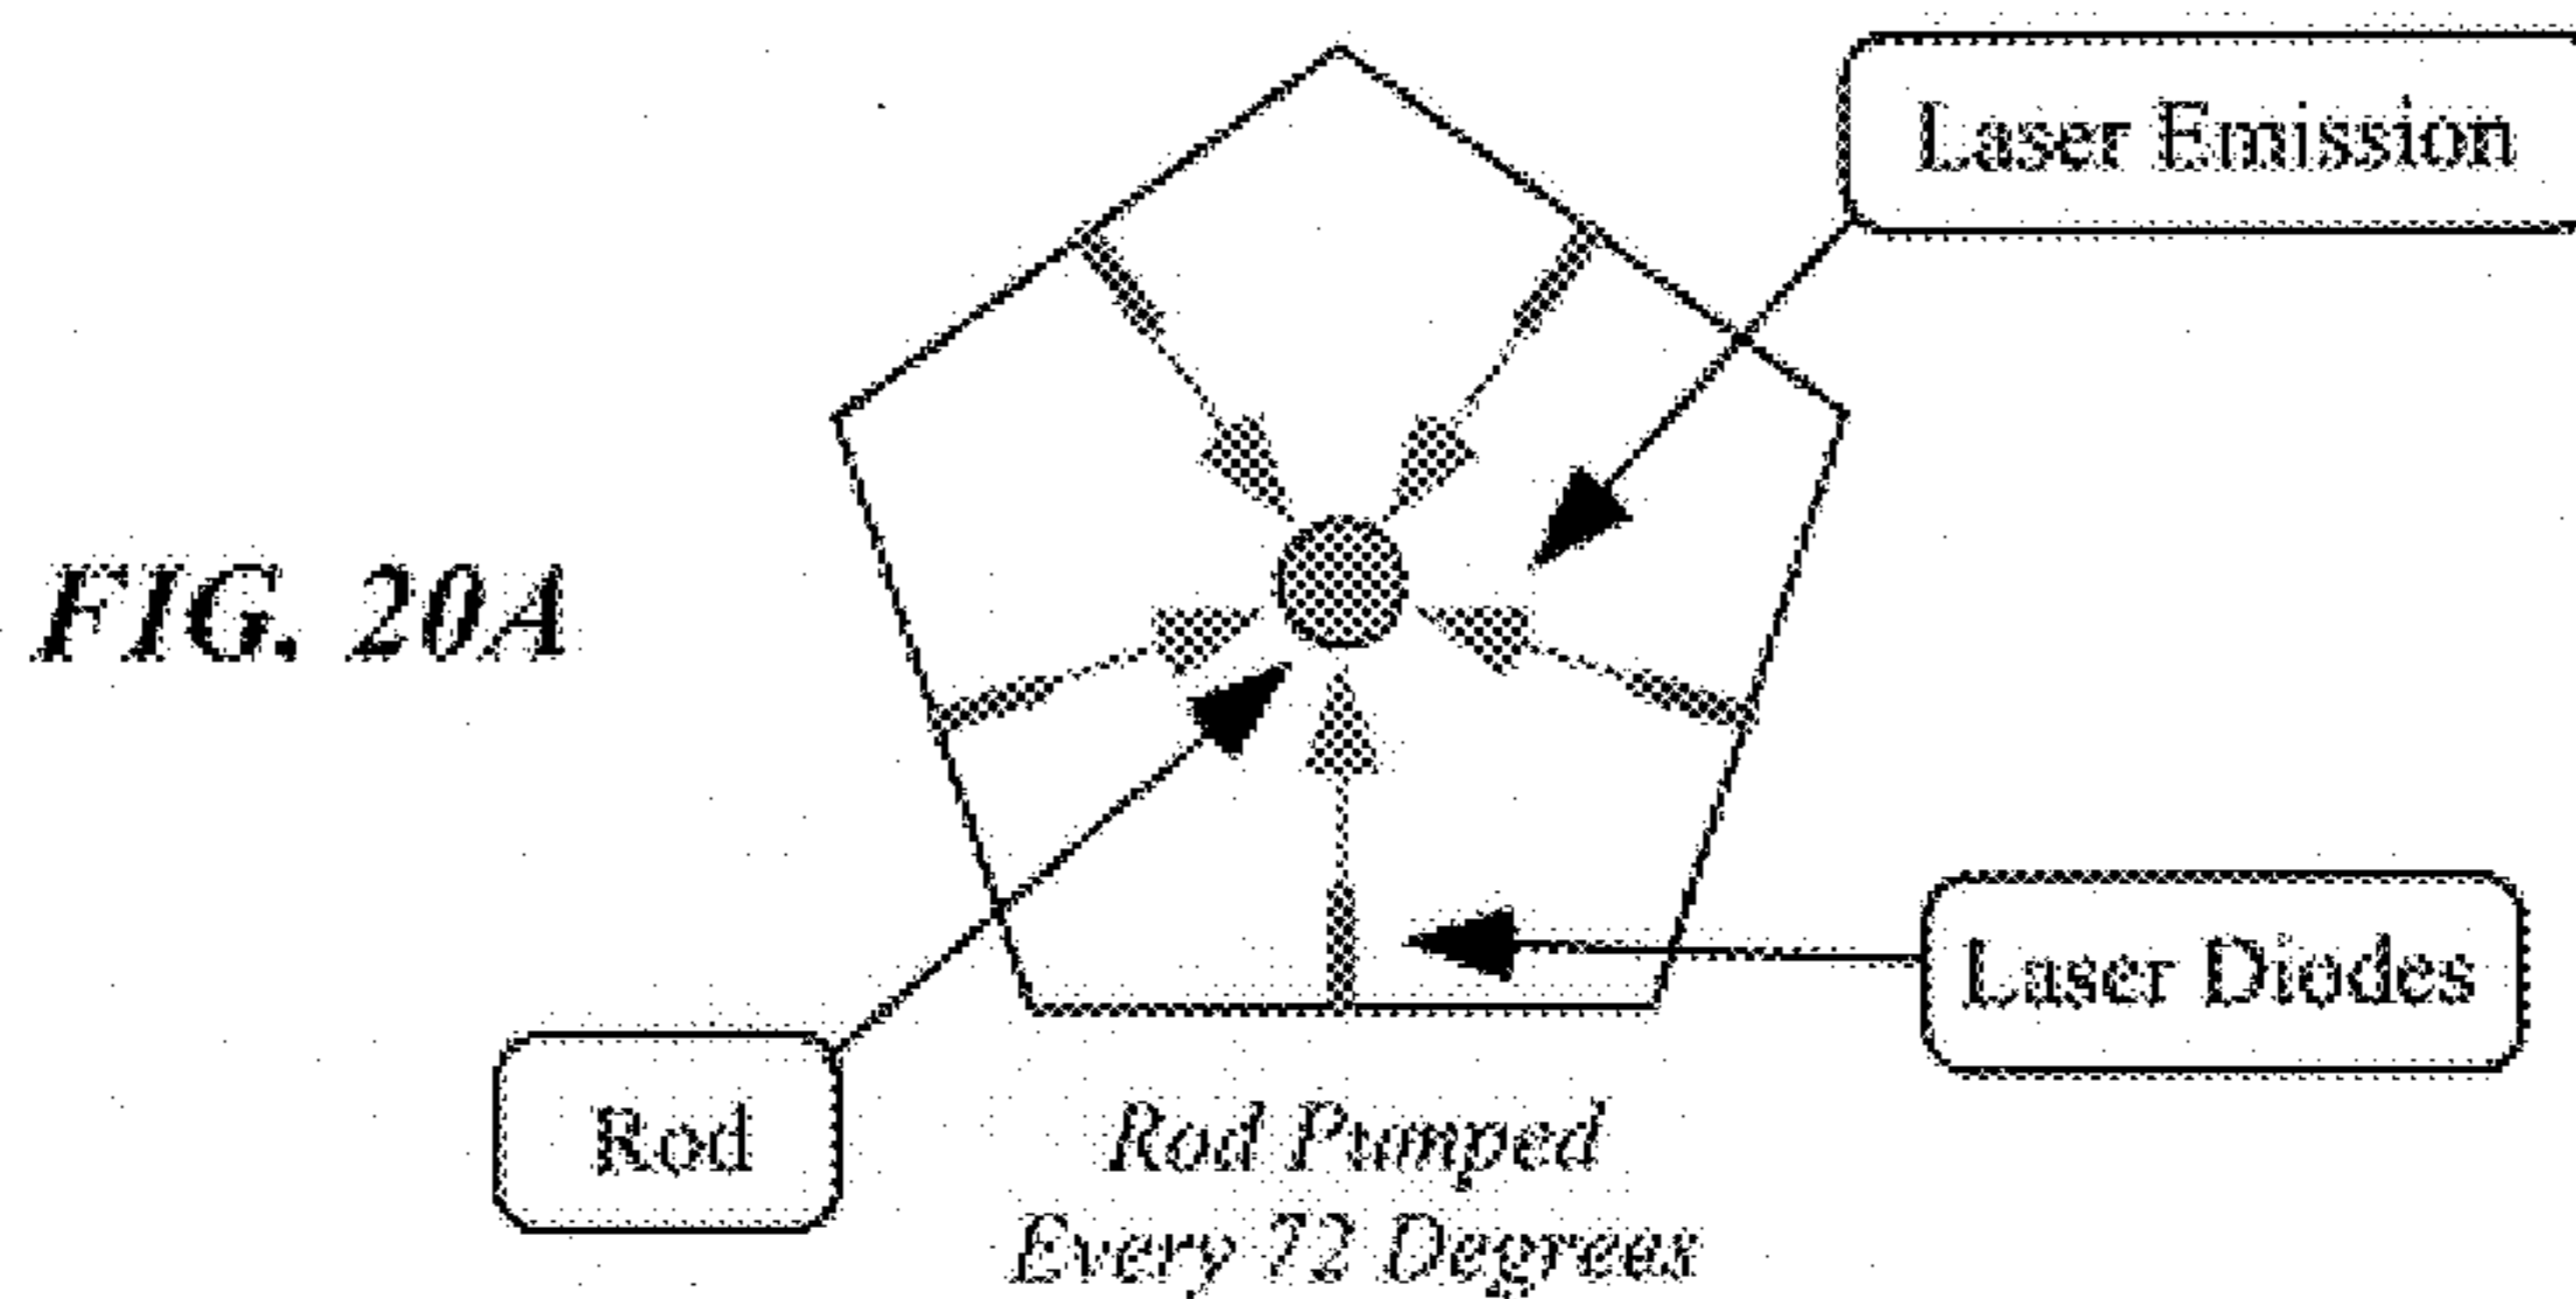 Laser Emission
FIG. 20A
Laser Diodes
Rod
Rod Pumped
Every 72 Degrees